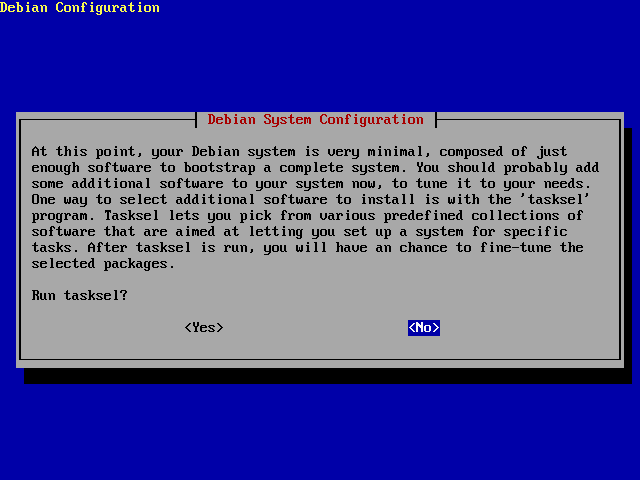 Debian Configuration
Debian System Configuration
At this point, your Debian system is very minimal, composed of just
enough software to bootstrap a complete system. You should probably add
some additional software to your system now, to tune it to your needs.
One way to select additional software to install is with the 'tasksel'
program. Tasksel lets you pick from various predefined collections of
software that are aimed at letting you set up a system for specific
tasks. After tasksel is run, you will have an chance to fine-tune the
selected packages.
Run tasksel?
<Yes> <No>